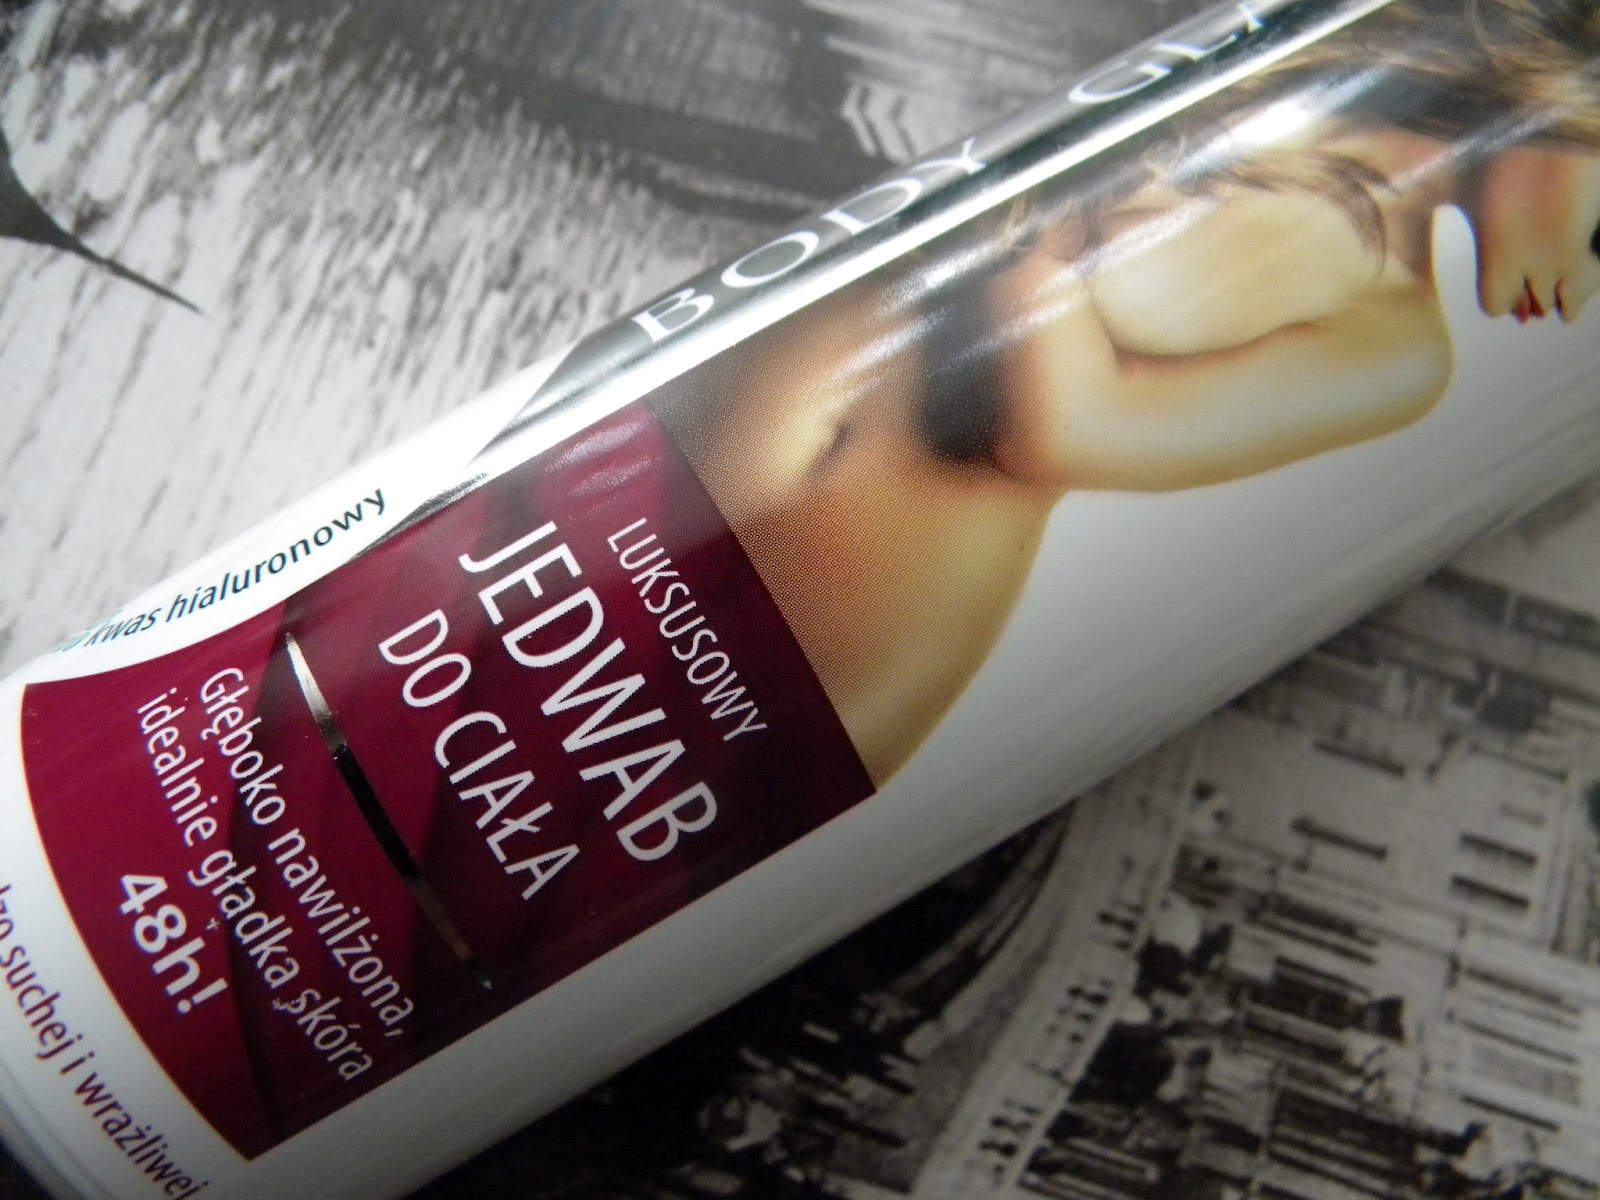 BODY
LUKSUSOWY
JEDWAB
DO CIAŁA
Głęboko nawilżona,
idealnie gładka skóra
48h!
kwas hialuronowy
suchej i wrażliwej